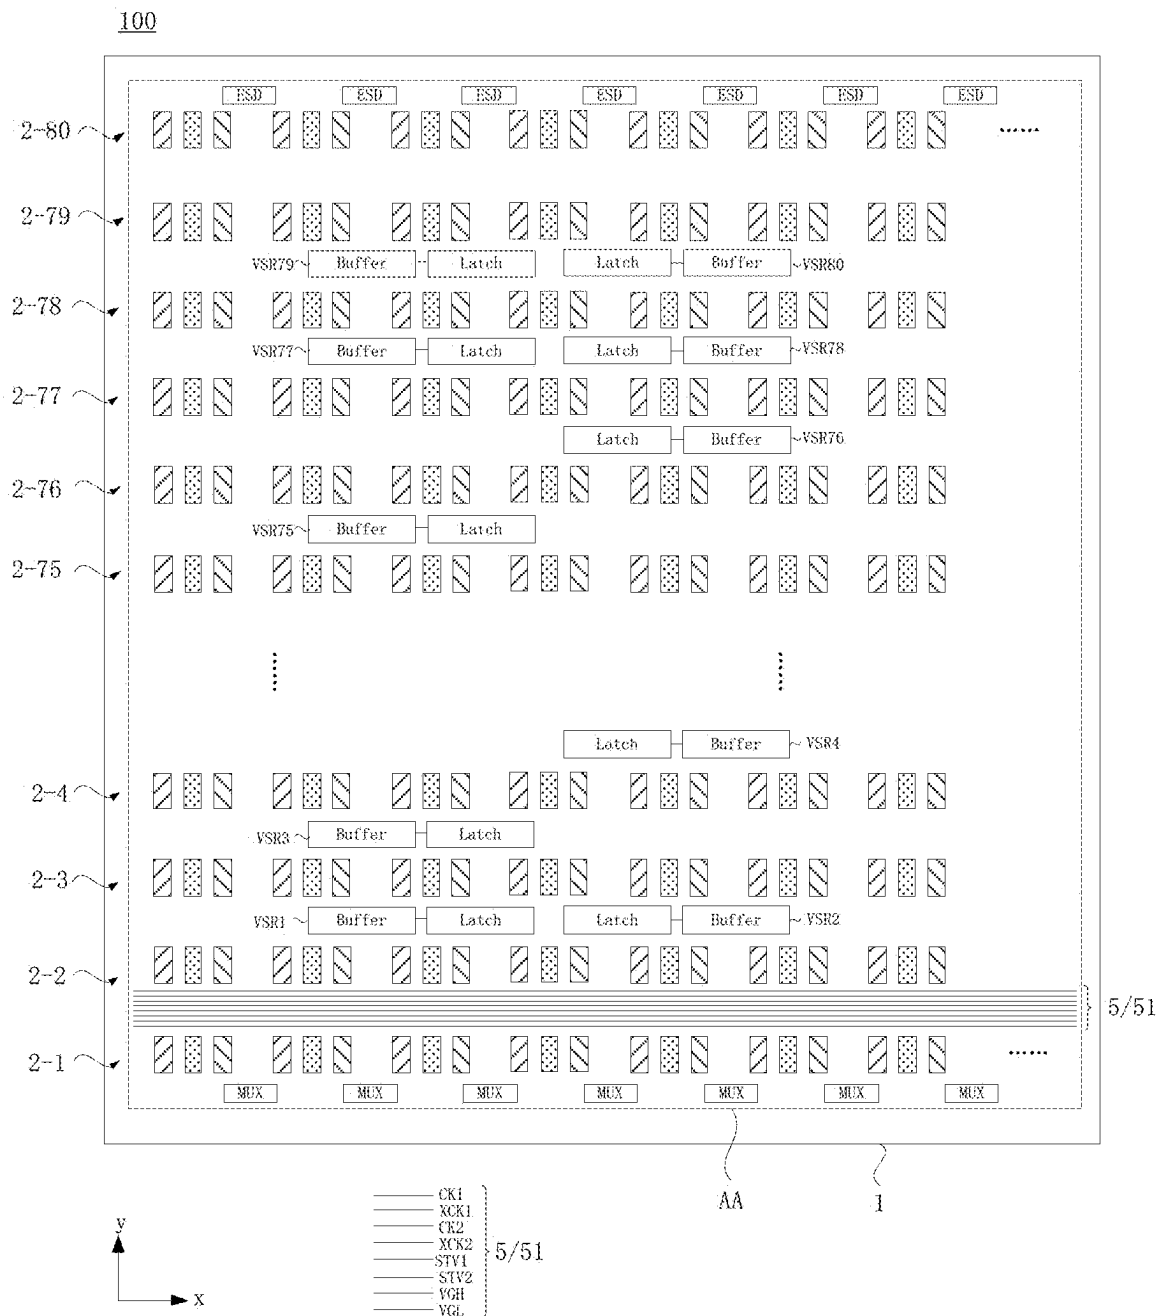 100
ESD ESD ESD ESD ESD ESD ESD
2-80 ······
2-79
VSR79 Buffer Latch Latch Buffer VSR80
2-78
VSR77 Buffer Latch Latch Buffer VSR78
2-77
Latch Buffer VSR76
2-76
VSR75 Buffer Latch
2-75
Latch Buffer VSR4
2-4
VSR3 Buffer Latch
2-3
VSR1 Buffer Latch Latch Buffer VSR2
2-2
5/51
2-1 ······
MUX MUX MUX MUX MUX MUX MUX
AA 1
CK1
XCK1
CK2
XCK2
STV1
STV2
VGH
VGL
5/51
y
x